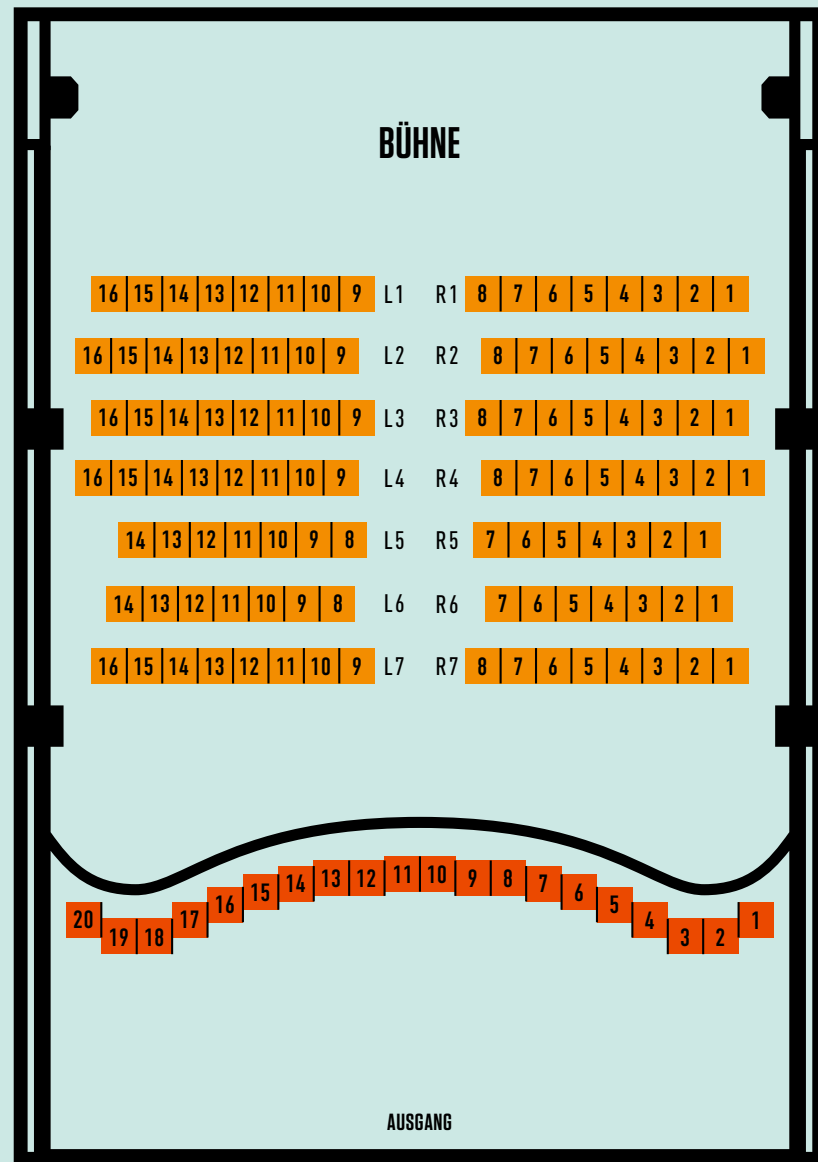 BÜHNE
16 15 14 13 12 11 10 9 L1 R1 8 7 6 5 4 3 2 1
16 15 14 13 12 11 10 9 L2 R2 8 7 6 5 4 3 2 1
16 15 14 13 12 11 10 9 L3 R3 8 7 6 5 4 3 2 1
16 15 14 13 12 11 10 9 L4 R4 8 7 6 5 4 3 2 1
14 13 12 11 10 9 8 L5 R5 7 6 5 4 3 2 1
14 13 12 11 10 9 8 L6 R6 7 6 5 4 3 2 1
16 15 14 13 12 11 10 9 L7 R7 8 7 6 5 4 3 2 1
20 19 18 17 16 15 14 13 12 11 10 9 8 7 6 5 4 3 2 1
AUSGANG